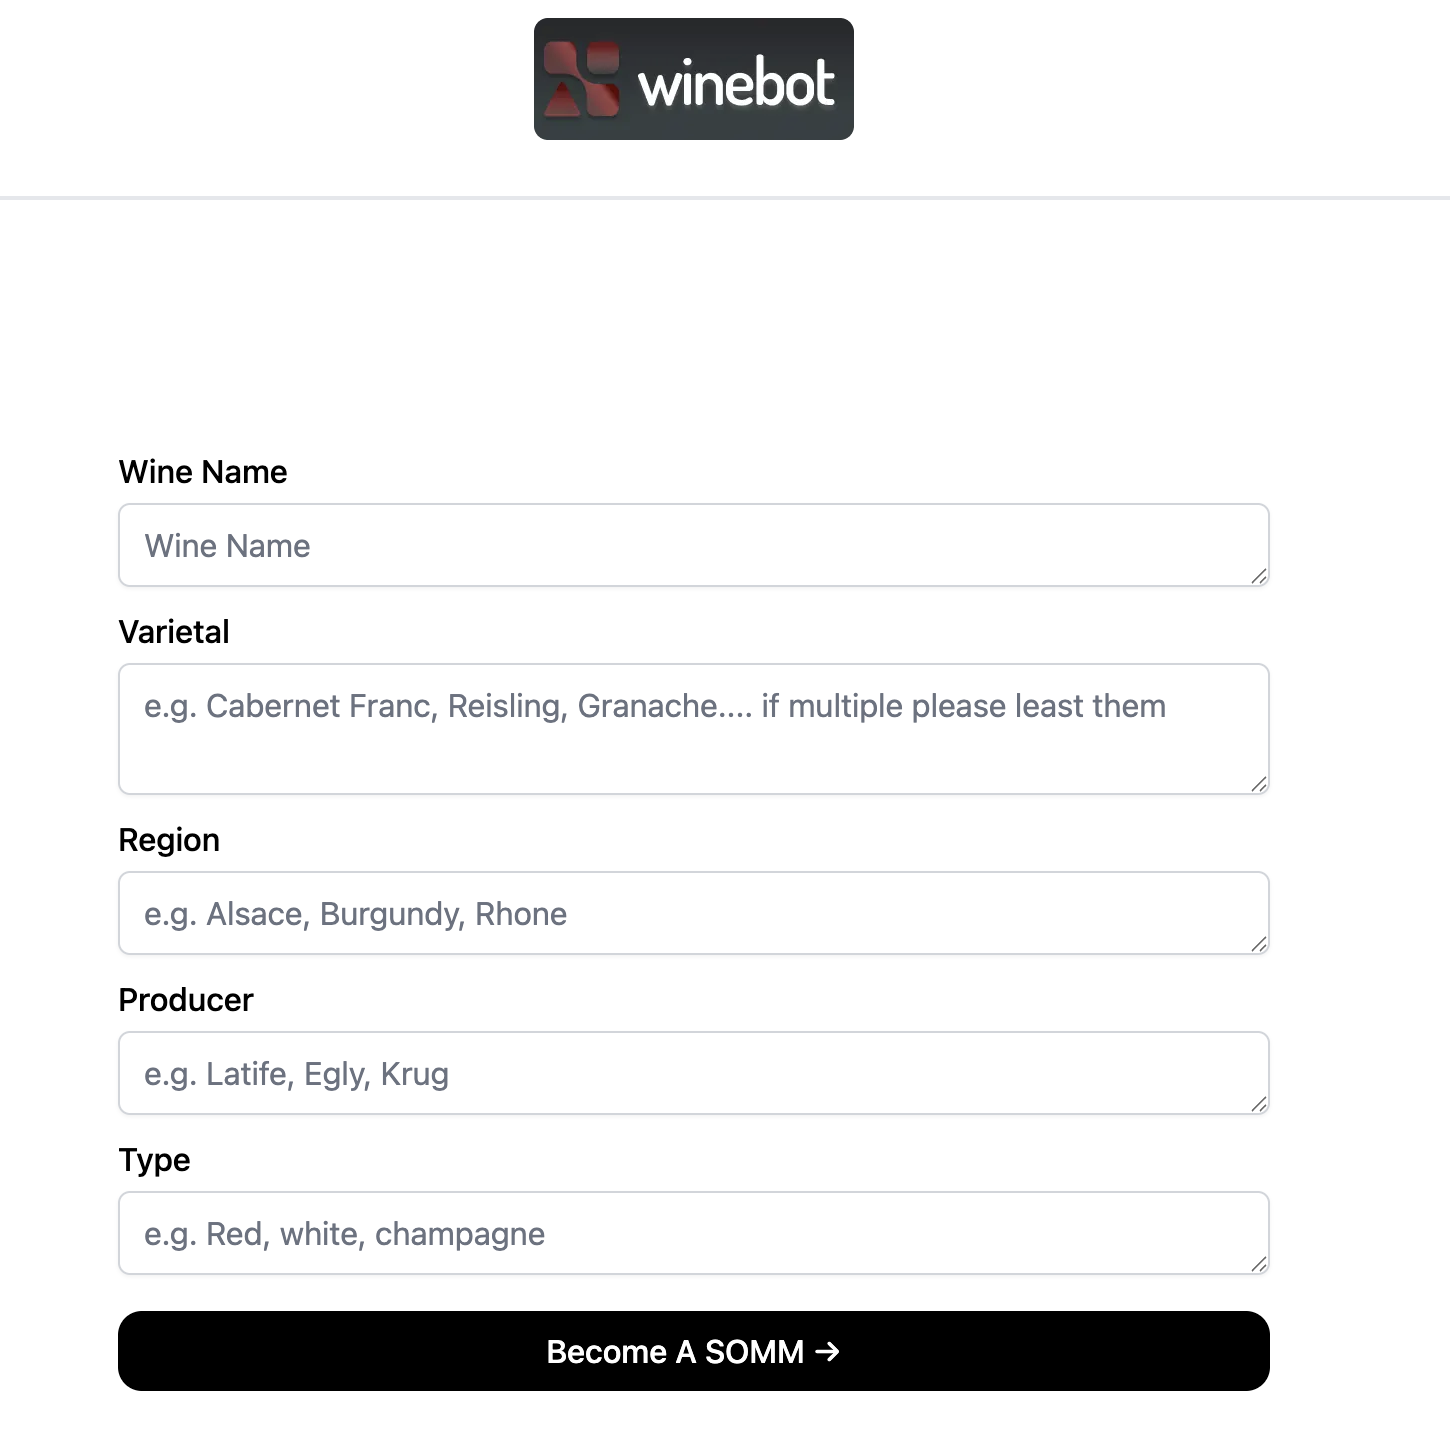 winebot
Wine Name
Wine Name
Varietal
e.g. Cabernet Franc, Reisling, Granache.... if multiple please least them
Region
e.g. Alsace, Burgundy, Rhone
Producer
e.g. Latife, Egly, Krug
Type
e.g. Red, white, champagne
Become A SOMM →